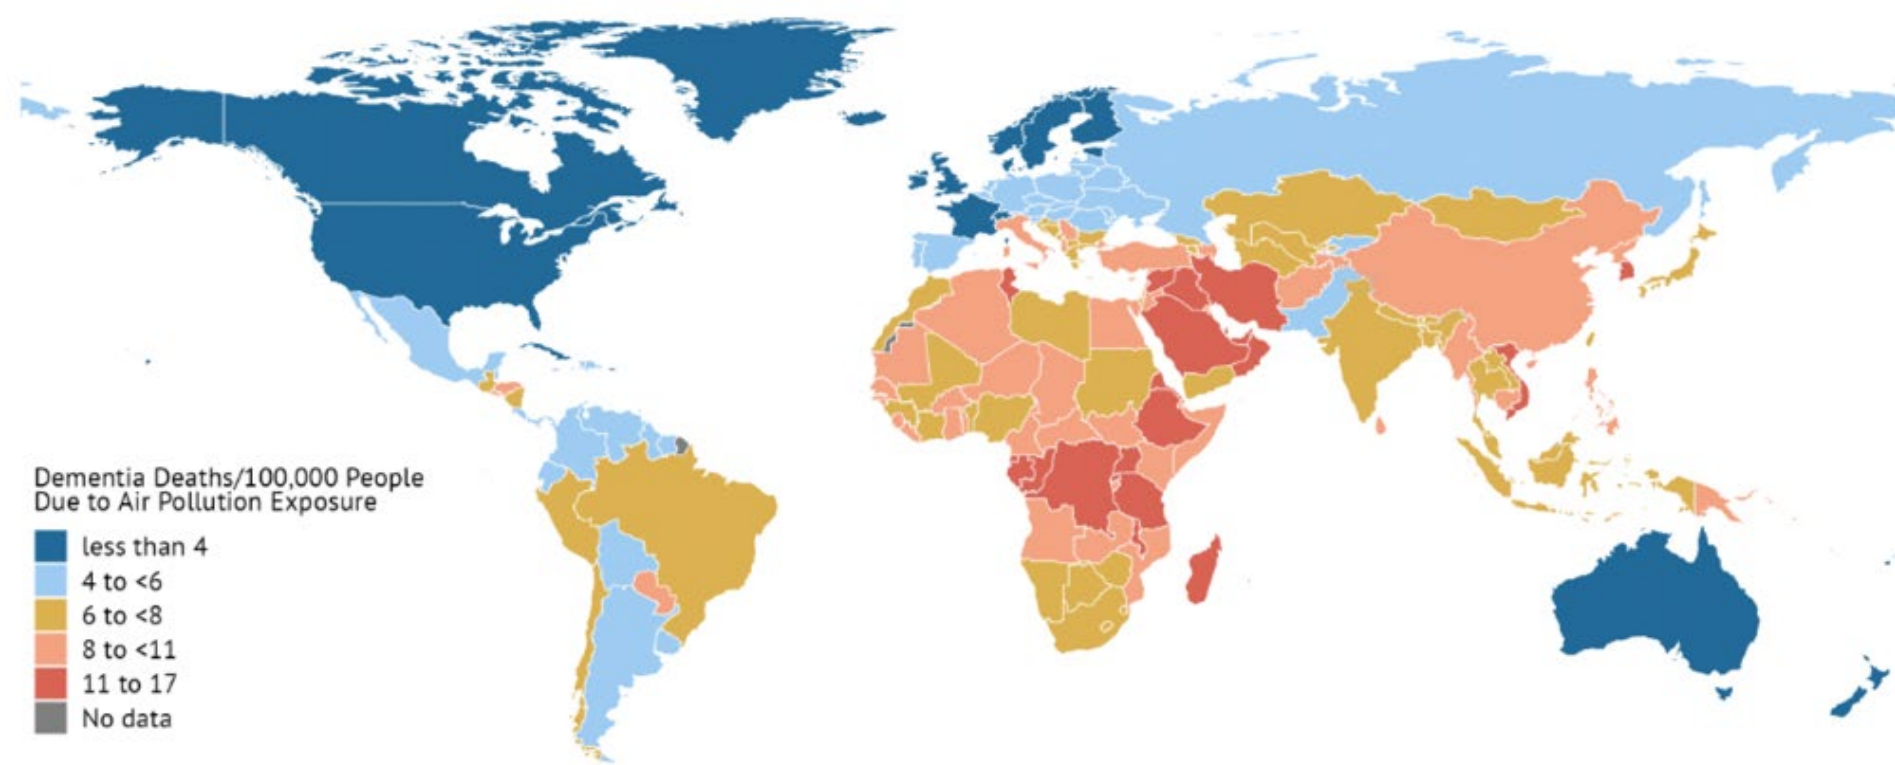 Dementia Deaths/100,000 People
Due to Air Pollution Exposure
less than 4
4 to <6
6 to <8
8 to <11
11 to 17
No data